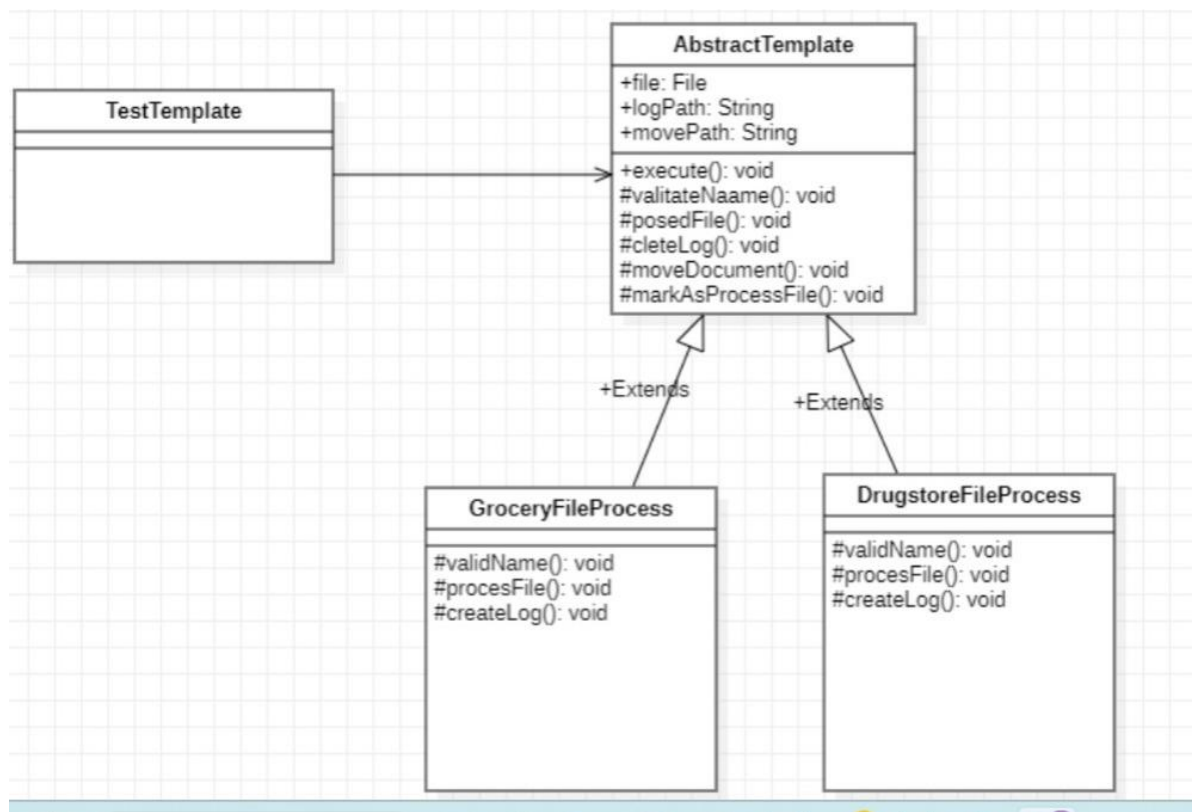 TestTemplate
AbstractTemplate
+file: File
+logPath: String
+movePath: String
+execute(): void
#valitateNaame(): void
#posedFile(): void
#cleteLog(): void
#moveDocument(): void
#markAsProcessFile(): void
+Extends
+Extends
GroceryFileProcess
#validName(): void
#procesFile(): void
#createLog(): void
DrugstoreFileProcess
#validName(): void
#procesFile(): void
#createLog(): void